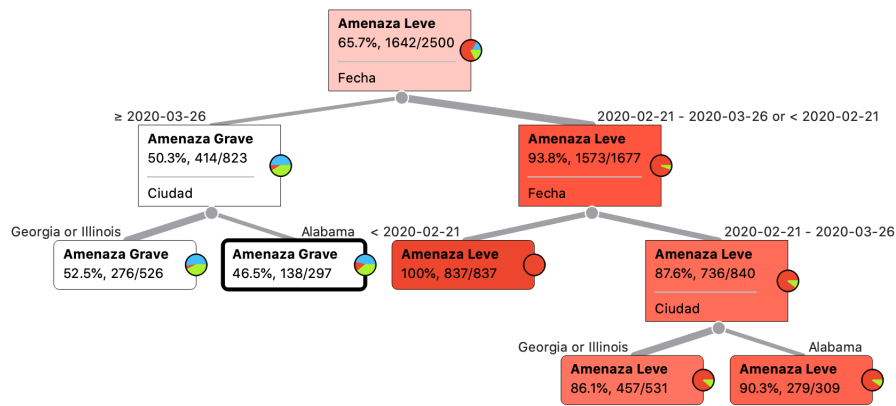 Amenaza Leve
65.7%, 1642/2500
Fecha
≥ 2020-03-26
2020-02-21 - 2020-03-26 or < 2020-02-21
Amenaza Grave
50.3%, 414/823
Ciudad
Amenaza Leve
93.8%, 1573/1677
Fecha
Georgia or Illinois
Alabama
< 2020-02-21
2020-02-21 - 2020-03-26
Amenaza Grave
52.5%, 276/526
Amenaza Grave
46.5%, 138/297
Amenaza Leve
100%, 837/837
Amenaza Leve
87.6%, 736/840
Ciudad
Georgia or Illinois
Alabama
Amenaza Leve
86.1%, 457/531
Amenaza Leve
90.3%, 279/309